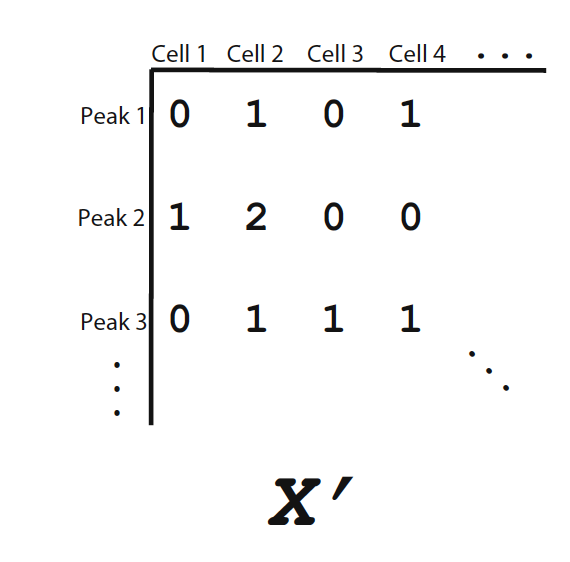 Cell 1 Cell 2 Cell 3 Cell 4 . . .
Peak 1 0 1 0 1
Peak 2 1 2 0 0
Peak 3 0 1 1 1
X′